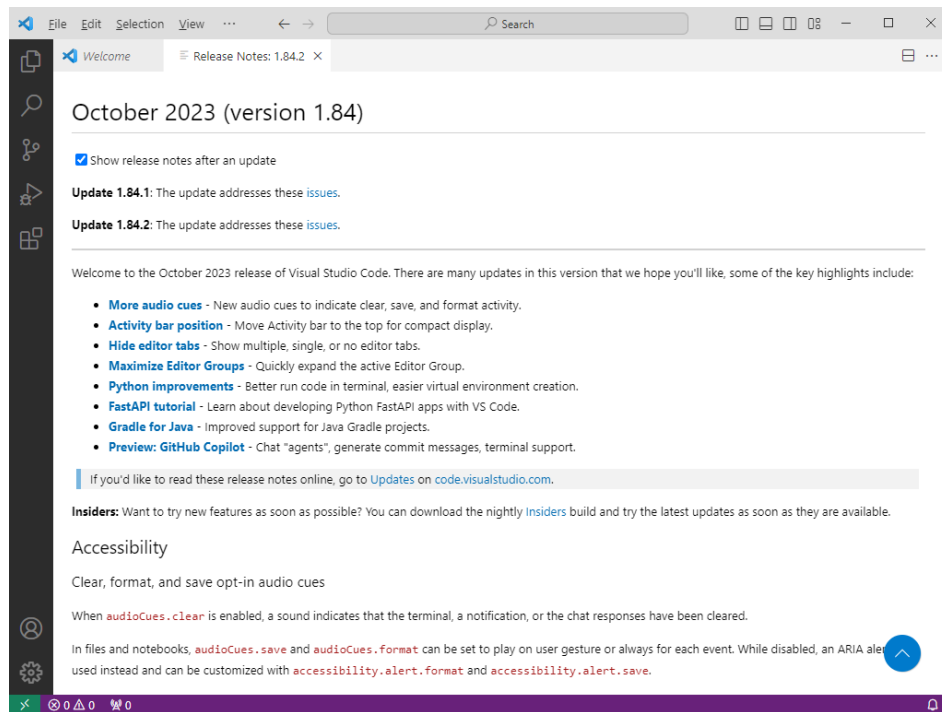 File Edit Selection View ··· Search
Welcome Release Notes: 1.84.2
October 2023 (version 1.84)
Show release notes after an update
Update 1.84.1: The update addresses these issues.
Update 1.84.2: The update addresses these issues.
Welcome to the October 2023 release of Visual Studio Code. There are many updates in this version that we hope you'll like, some of the key highlights include:
• More audio cues - New audio cues to indicate clear, save, and format activity.
• Activity bar position - Move Activity bar to the top for compact display.
• Hide editor tabs - Show multiple, single, or no editor tabs.
• Maximize Editor Groups - Quickly expand the active Editor Group.
• Python improvements - Better run code in terminal, easier virtual environment creation.
• FastAPI tutorial - Learn about developing Python FastAPI apps with VS Code.
• Gradle for Java - Improved support for Java Gradle projects.
• Preview: GitHub Copilot - Chat "agents", generate commit messages, terminal support.
If you'd like to read these release notes online, go to Updates on code.visualstudio.com.
Insiders: Want to try new features as soon as possible? You can download the nightly Insiders build and try the latest updates as soon as they are available.
Accessibility
Clear, format, and save opt-in audio cues
When audioCues.clear is enabled, a sound indicates that the terminal, a notification, or the chat responses have been cleared.
In files and notebooks, audioCues.save and audioCues.format can be set to play on user gesture or always for each event. While disabled, an ARIA
used instead and can be customized with accessibility.alert.format and accessibility.alert.save.
0 0 0